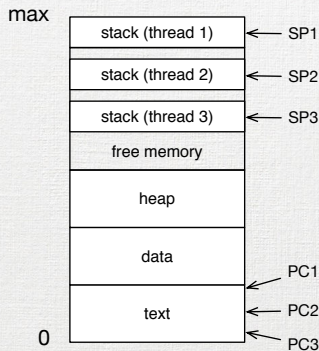 max
stack (thread 1)
SP1
stack (thread 2)
SP2
stack (thread 3)
SP3
free memory
heap
data
PC1
text
PC2
0
PC3